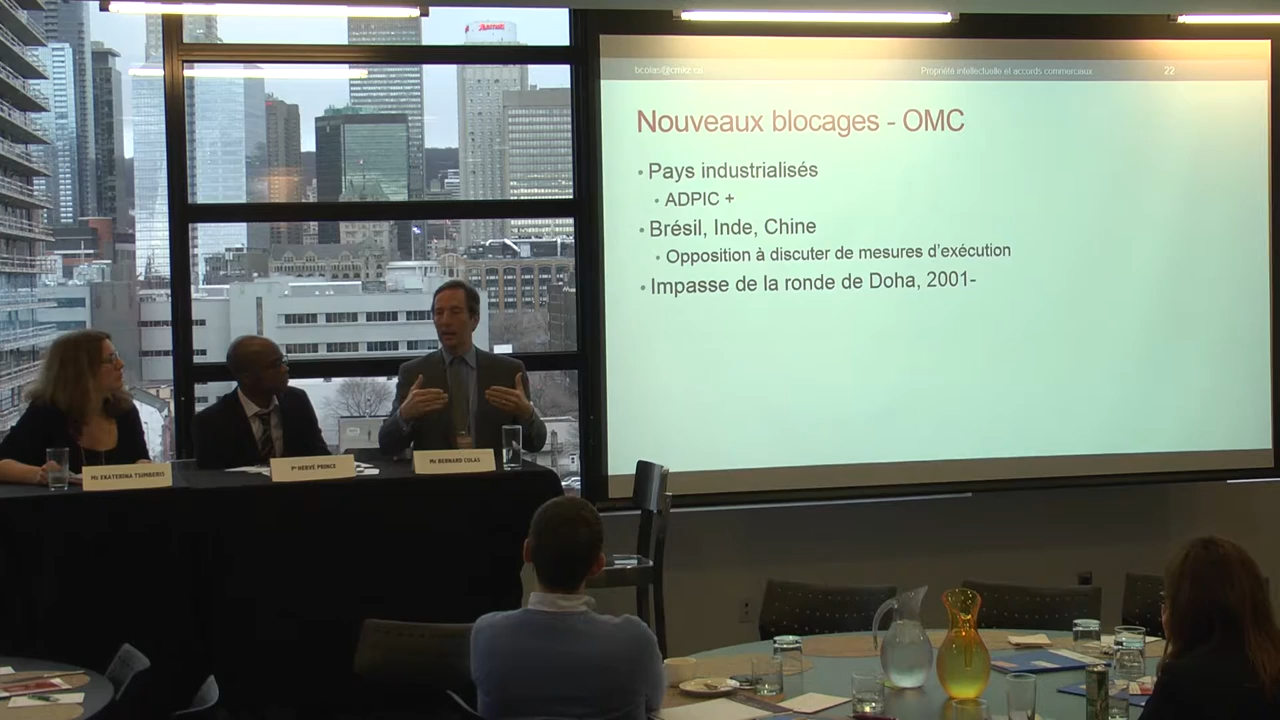 Marriott
bcolas@cmkz.ca
Propriété intellectuelle et accords commerciaux
22
Nouveaux blocages - OMC
• Pays industrialisés
• ADPIC +
• Brésil, Inde, Chine
• Opposition à discuter de mesures d'exécution
• Impasse de la ronde de Doha, 2001-
Me EKATERINA TSIMBERIS
Pr HERVÉ PRINCE
Me BERNARD COLAS